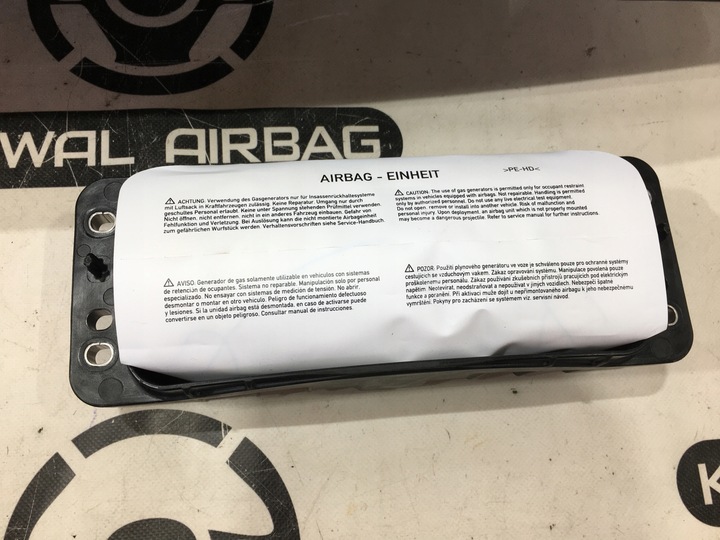 WAL AIRBAG
AIRBAG - EINHEIT
>PE-HD<
⚠ ACHTUNG: Verwendung des Gasgenerators nur für Insassenrückhaltesysteme
mit Luftsack in Kraftfahrzeugen zulässig. Keine Reparatur. Umgang nur durch
geschultes Personal erlaubt. Keine unter Spannung stehenden Prüfmittel verwenden.
Nicht öffnen, nicht entfernen, nicht in ein anderes Fahrzeug einbauen. Gefahr von
Fehlfunktion und Verletzung. Bei Auslösung kann die nicht montierte Airbageinheit
zum gefährlichen Wurfstück werden. Verhaltensvorschriften siehe Service-Handbuch.
⚠ CAUTION: The use of gas generators is permitted only for occupant restraint
systems in vehicles equipped with airbags. Not repairable. Handling is permitted
only by authorized personnel. Do not use any live electrical test equipment.
Do not open, remove or install into another vehicle. Risk of malfunction and
personal injury. Upon deployment, an airbag unit which is not properly mounted
may become a dangerous projectile. Refer to service manual for further instructions.
⚠ AVISO: Generador de gas solamente utilizable en vehículos con sistemas
de retención de ocupantes. Sistema no reparable. Manipulación solo por personal
especializado. No ensayar con sistemas de medición de tensión. No abrir,
desmontar o montar en otro vehículo. Peligro de funcionamiento defectuoso
y lesiones. Si la unidad airbag está desmontada, en caso de activarse puede
convertirse en un objeto peligroso. Consultar manual de instrucciones.
⚠ POZOR: Použití plynového generátoru ve voze je schváleno pouze pro ochranné systémy
cestujících se vzduchovým vakem. Zákaz opravování systému. Manipulace povolena pouze
proškolenému personálu. Zákaz používání zkušebních přístrojů pracujících pod elektrickým
napětím. Neotevírat, neodstraňovat a nepoužívat v jiných vozidlech. Nebezpečí špatné
funkce a poranění. Při aktivaci může dojít u nepřimontovaného airbagu k jeho nebezpečnému
vymrštění. Pokyny pro zacházení se systémem viz. servisní návod.
K